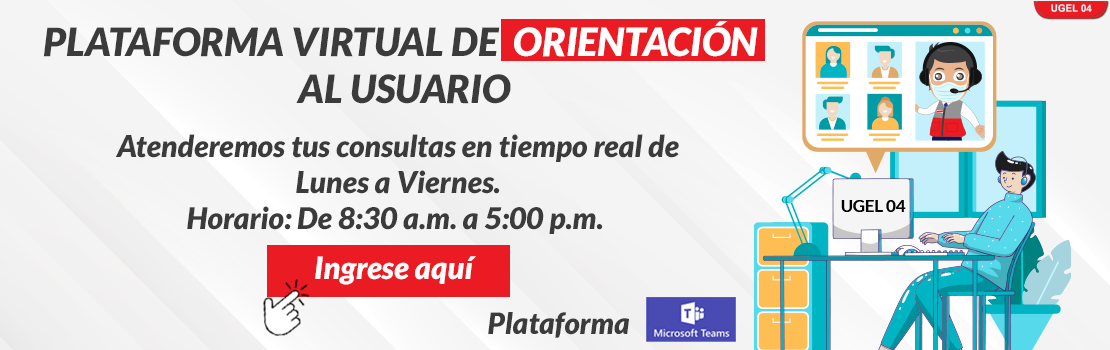 UGEL 04
PLATAFORMA VIRTUAL DE ORIENTACIÓN
AL USUARIO
Atenderemos tus consultas en tiempo real de
Lunes a Viernes.
Horario: De 8:30 a.m. a 5:00 p.m.
Ingrese aquí
Plataforma
T
Microsoft Teams
UGEL 04